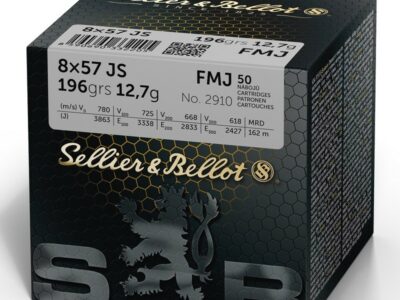 Sellier & Bellot
SINCE 1825
8×57 JS
196grs 12,7g
FMJ
8×57 JS
196grs 12,7g
FMJ 50
NÁBOJŮ
CARTRIDGES
PATRONEN
CARTOUCHES
No. 2910
(m/s) V0 780 V100 725 V200 668 V300 618 MRD
(J) 3863 E100 3338 E200 2833 E300 2427 162 m
Sellier & Bellot
S B